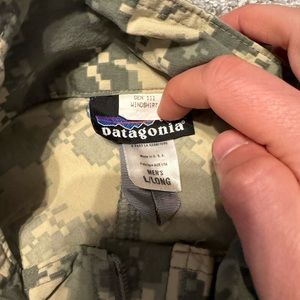 GEN III
WINDSHIRT
patagonia®
MADE IN U.S.A.
MEN'S
L/LONG